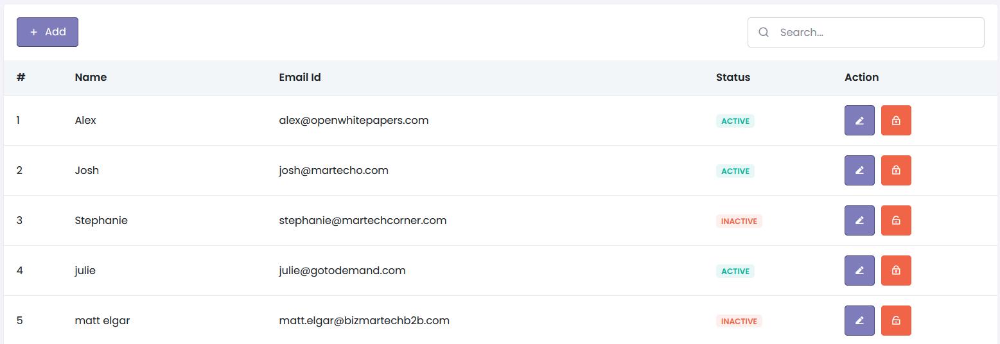 + Add
Search...
# Name Email Id Status Action
1 Alex alex@openwhitepapers.com ACTIVE
2 Josh josh@martecho.com ACTIVE
3 Stephanie stephanie@martechcorner.com INACTIVE
4 julie julie@gotodemand.com ACTIVE
5 matt elgar matt.elgar@bizmartechb2b.com INACTIVE